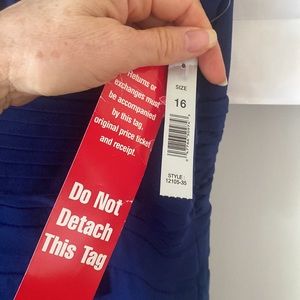 Returns or
exchanges must
be accompanied
by this tag,
original price ticket
and receipt.
Do Not
Detach
This Tag
SIZE
16
STYLE
12105-35